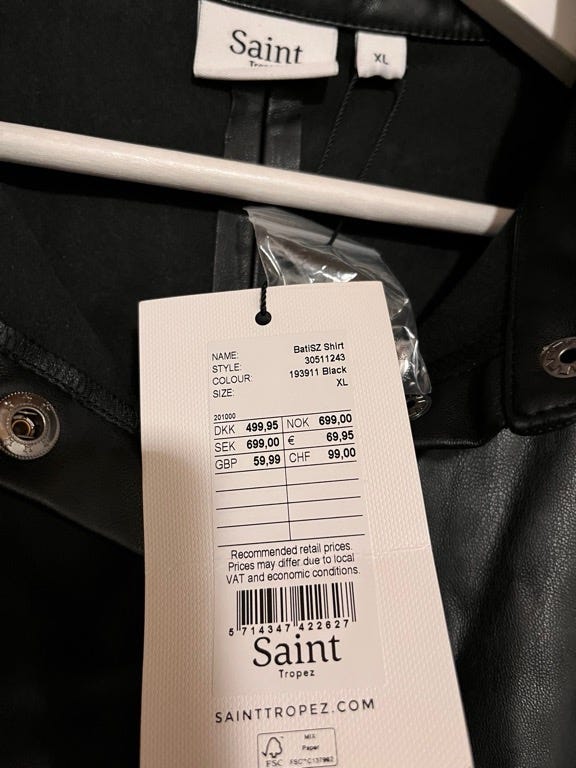 Saint
Tropez
XL
NAME: BatiSZ Shirt
STYLE: 30511243
COLOUR: 193911 Black
SIZE: XL
201000
DKK 499,95 NOK 699,00
SEK 699,00 € 69,95
GBP 59,99 CHF 99,00
Recommended retail prices.
Prices may differ due to local
VAT and economic conditions.
5 714347 422627
Saint
Tropez
SAINTTROPEZ.COM
MIX
Paper
FSC
FSC™ C137962